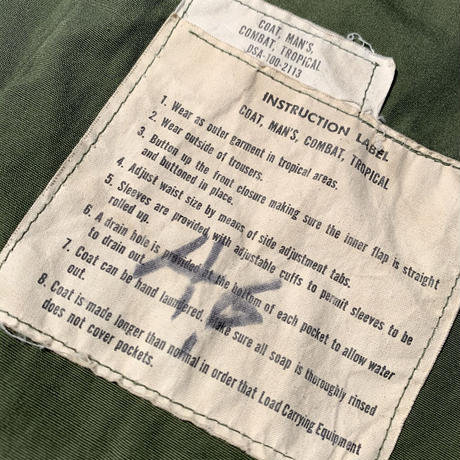 COAT, MAN'S,
COMBAT, TROPICAL
DSA-100-2113
INSTRUCTION LABEL
COAT, MAN'S, COMBAT, TROPICAL
1. Wear as outer garment in tropical areas.
2. Wear outside of trousers.
3. Button up the front closure making sure the inner flap is straight
and buttoned in place.
4. Adjust waist size by means of side adjustment tabs.
5. Sleeves are provided with adjustable cuffs to permit sleeves to be
rolled up.
6. A drain hole is provided at the bottom of each pocket to allow water
to drain out.
7. Coat can be hand laundered. Make sure all soap is thoroughly rinsed
out.
8. Coat is made longer than normal in order that Load Carrying Equipment
does not cover pockets.